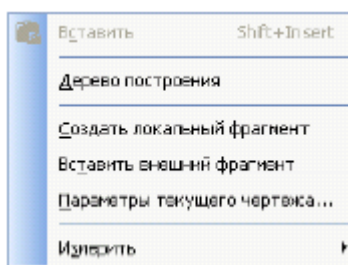 Вставить Shift+Insert
Дерево построения
Создать локальный фрагмент
Вставить внешний фрагмент
Параметры текущего чертежа...
Измерить